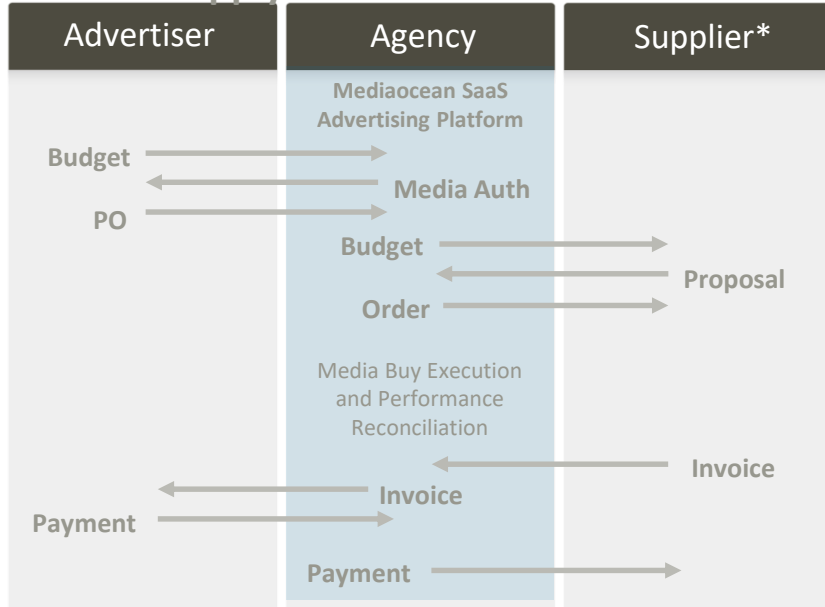 Advertiser
Agency
Supplier*
Mediaocean SaaS
Advertising Platform
Budget
Media Auth
PO
Budget
Proposal
Order
Media Buy Execution
and Performance
Reconciliation
Invoice
Invoice
Payment
Payment